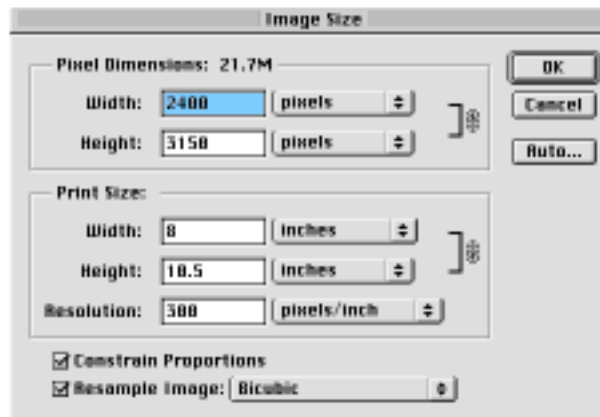 Image Size
Pixel Dimensions: 21.7M
OK
Width: 2400 pixels
Cancel
Height: 3150 pixels
Auto...
Print Size:
Width: 8 inches
Height: 10.5 inches
Resolution: 300 pixels/inch
Constrain Proportions
Resample Image: Bicubic